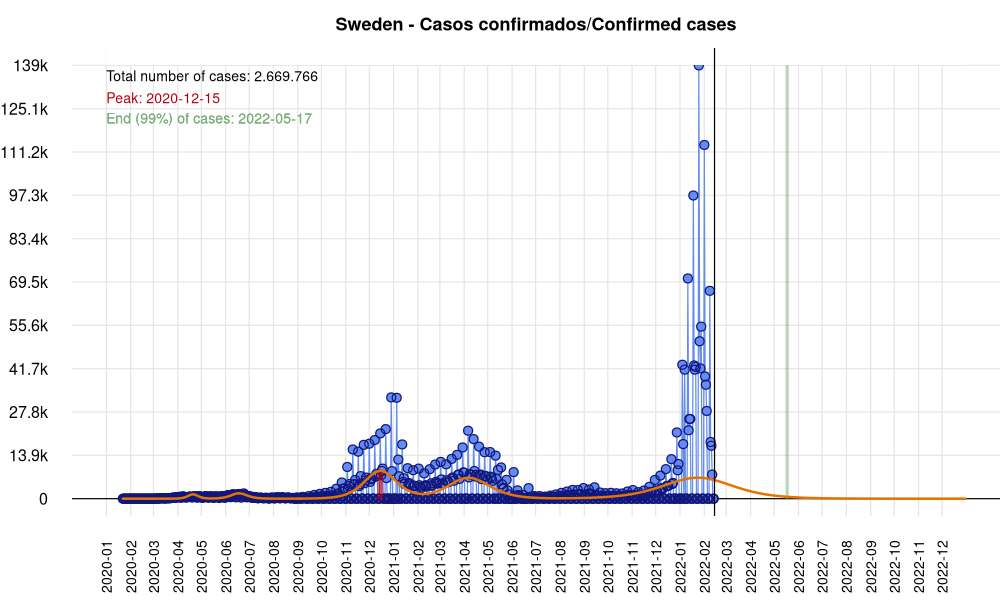 Sweden - Casos confirmados/Confirmed cases
139k
Total number of cases: 2.669.766
Peak: 2020-12-15
125.1k
End (99%) of cases: 2022-05-17
111.2k
97.3k
83.4k
69.5k
55.6k
41.7k
27.8k
13.9k
0
2020-01
2020-02
2020-03
2020-04
2020-05
2020-06
2020-07
2020-08
2020-09
2020-10
2020-11
2020-12
2021-01
2021-02
2021-03
2021-04
2021-05
2021-06
2021-07
2021-08
2021-09
2021-10
2021-11
2021-12
2022-01
2022-02
2022-03
2022-04
2022-05
2022-06
2022-07
2022-08
2022-09
2022-10
2022-11
2022-12